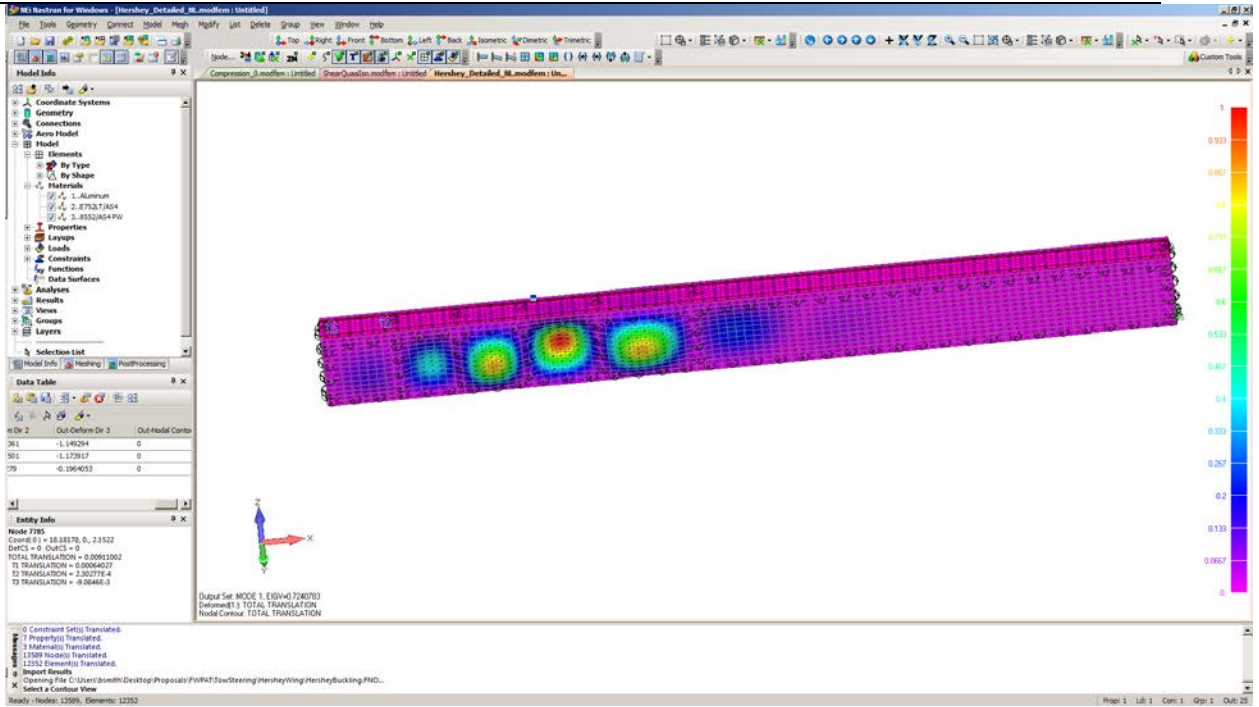 NEi Nastran for Windows - [Hershey_Detailed_NL.modfem : Untitled]
File Tools Geometry Connect Model Mesh Modify List Delete Group View Window Help
Top Right Front Bottom Left Back Isometric Dimetric Trimetric
Node...
Custom Tools
Model Info
Compression_0.modfem : Untitled ShearQuasiIso.modfem : Untitled Hershey_Detailed_NL.modfem : Un...
Coordinate Systems
Geometry
Connections
Aero Model
Model
Elements
By Type
By Shape
Materials
1..Aluminum
2..E752LT/AS4
3..8552/AS4 PW
Properties
Layups
Loads
Constraints
Functions
Data Surfaces
Analyses
Results
Views
Groups
Layers
Selection List
Model Info Meshing PostProcessing
Data Table
m Dir 2 Out-Deform Dir 3 Out-Nodal Conto
361 -1.149294 0
501 -1.173917 0
279 -0.1964053 0
Entity Info
Node 7785
Coord( 0 ) = 18.18178, 0., 2.1522
DefCS = 0 OutCS = 0
TOTAL TRANSLATION = 0.00911002
T1 TRANSLATION = 0.00064027
T2 TRANSLATION = 2.30277E-4
T3 TRANSLATION = -9.0846E-3
1.
0.933
0.867
0.8
0.733
0.667
0.6
0.533
0.467
0.4
0.333
0.267
0.2
0.133
0.0667
0.
Z
X
Y
Output Set: MODE 1, EIGV=0.7240783
Deformed(1.): TOTAL TRANSLATION
Nodal Contour: TOTAL TRANSLATION
Messages
0 Constraint Set(s) Translated.
7 Property(s) Translated.
3 Material(s) Translated.
13589 Node(s) Translated.
12352 Element(s) Translated.
Import Results
Opening File C:\Users\bsmith\Desktop\Proposals\FWPAT\TowSteering\HersheyWing\HersheyBuckling.FNO...
Select a Contour View
Ready - Nodes: 13589, Elements: 12352
Prop: 1 Ld: 1 Con: 1 Grp: 1 Out: 25